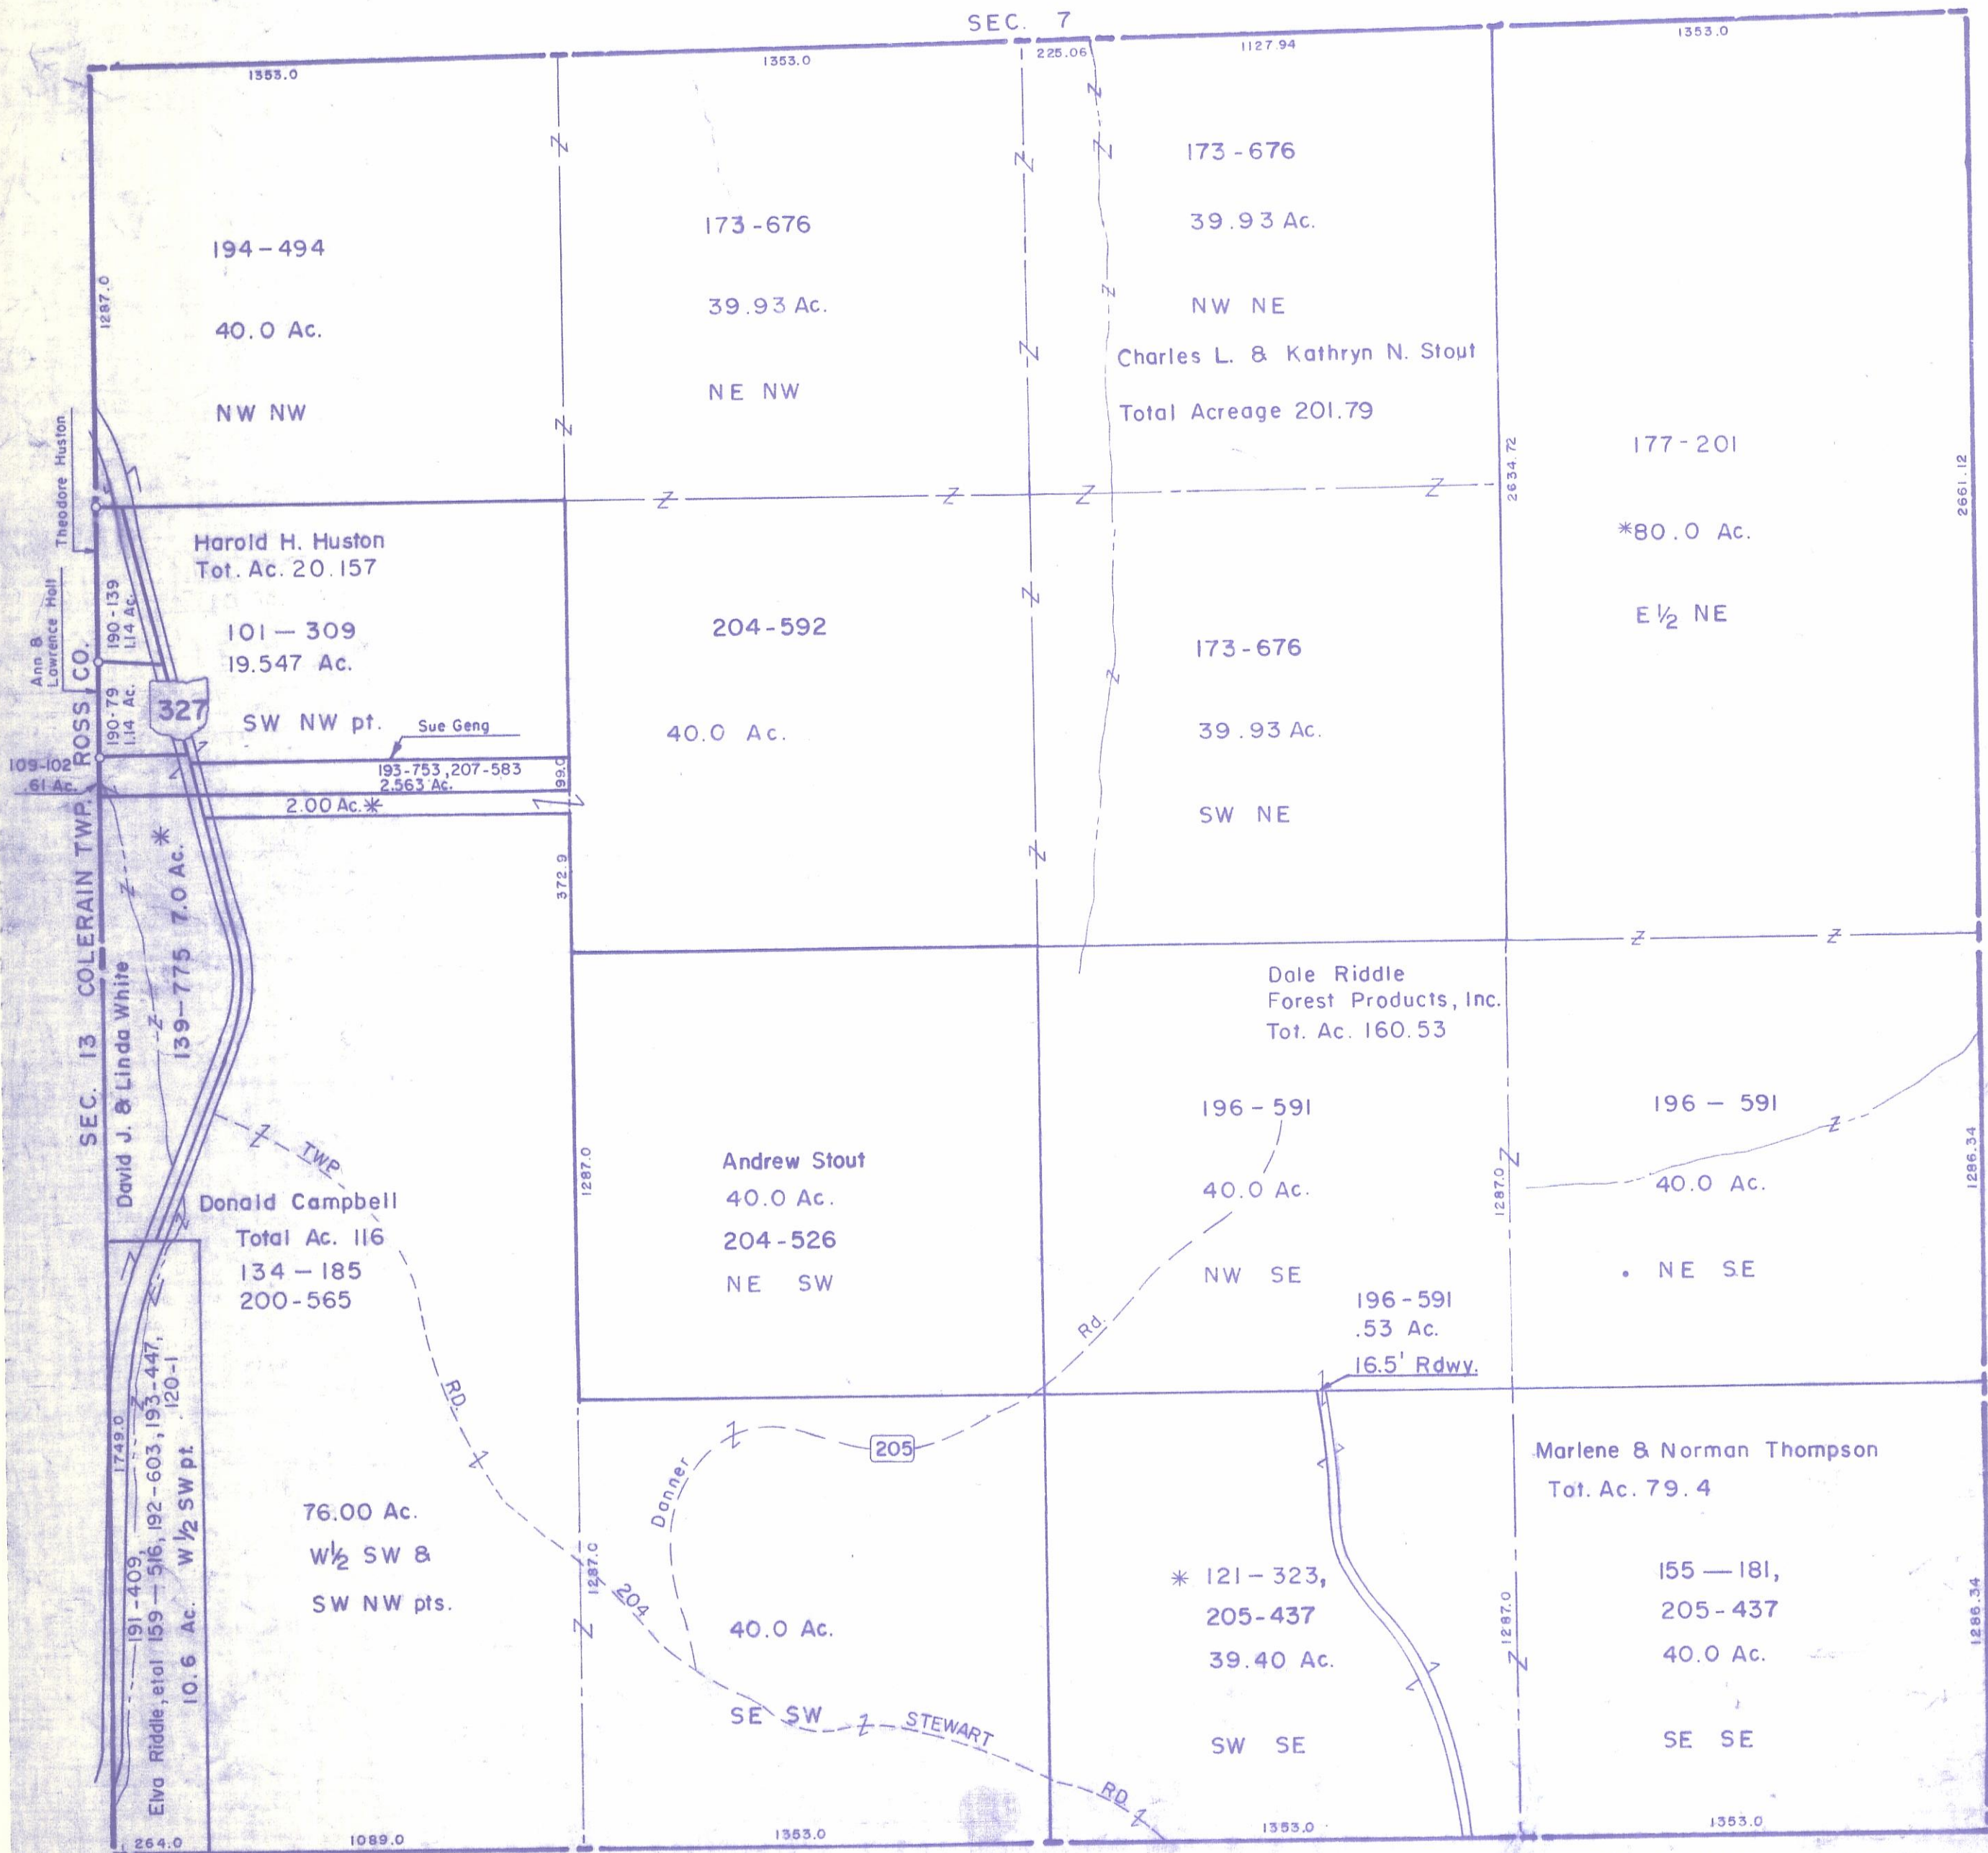 SEC. 7
1353.0
1353.0
225.06
1127.94
1353.0
1287.0
194-494
40.0 Ac.
NW NW
173-676
39.93 Ac.
NE NW
173-676
39.93 Ac.
NW NE
Charles L. & Kathryn N. Stout
Total Acreage 201.79
2634.72
177-201
*80.0 Ac.
E½ NE
2661.12
Theodore Huston
Ann & Lawrence Holt
190-139
1.14 Ac.
190-79
1.14 Ac.
Harold H. Huston
Tot. Ac. 20.157
101-309
19.547 Ac.
SW NW pt.
327
Sue Geng
193-753, 207-583
2.563 Ac.
99.0
2.00 Ac.*
109-102
.61 Ac.
372.9
204-592
40.0 Ac.
173-676
39.93 Ac.
SW NE
SEC. 13 COLERAIN TWP. ROSS CO.
David J. & Linda White
139-775 7.0 Ac. *
TWP
Donald Campbell
Total Ac. 116
134-185
200-565
RD.
1287.0
Andrew Stout
40.0 Ac.
204-526
NE SW
Dale Riddle
Forest Products, Inc.
Tot. Ac. 160.53
196-591
40.0 Ac.
NW SE
1287.0
196-591
40.0 Ac.
NE SE
1286.34
196-591
.53 Ac.
16.5' Rdwy.
Rd.
205
Danner
1749.0
191-409,
Elva Riddle, etal 159-516, 192-603, 193-447,
120-1
10.6 Ac. W½ SW pt.
76.00 Ac.
W½ SW &
SW NW pts.
1287.0
204
40.0 Ac.
SE SW
STEWART
RD
* 121-323,
205-437
39.40 Ac.
SW SE
1287.0
Marlene & Norman Thompson
Tot. Ac. 79.4
155-181,
205-437
40.0 Ac.
SE SE
1286.34
264.0
1089.0
1353.0
1353.0
1353.0